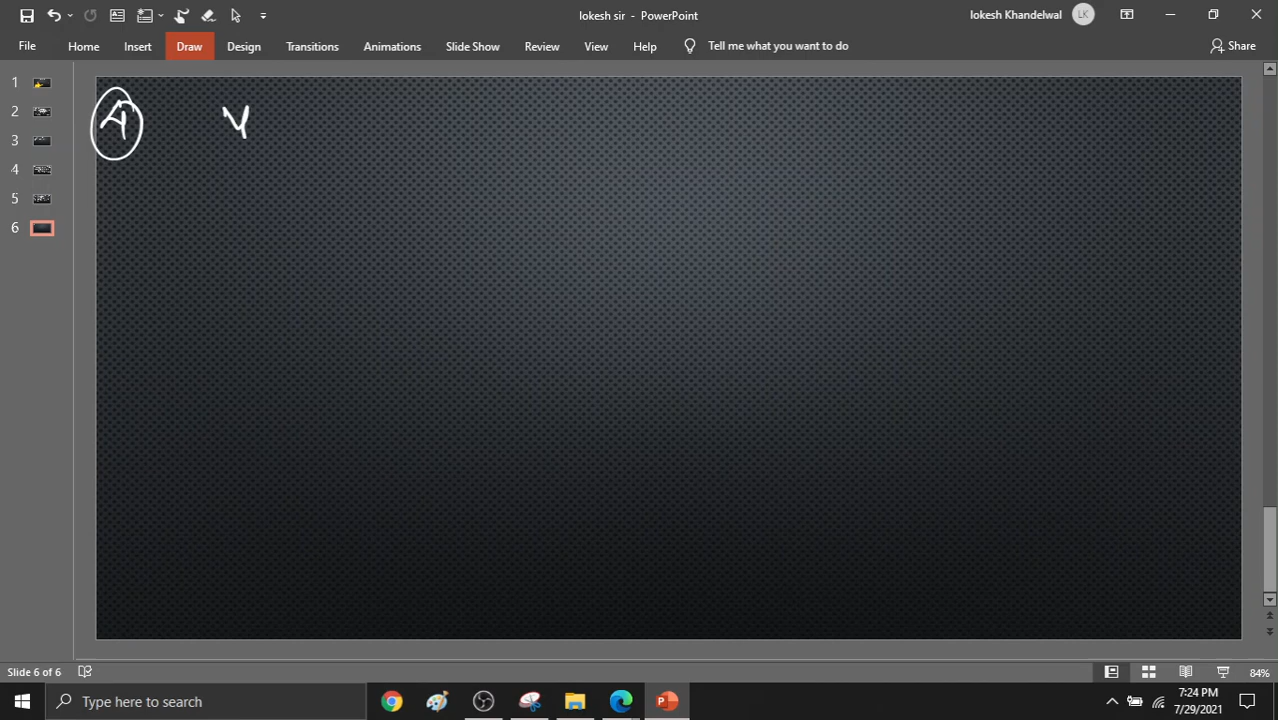 lokesh sir - PowerPoint
lokesh Khandelwal LK
File Home Insert Draw Design Transitions Animations Slide Show Review View Help Tell me what you want to do Share
1
2
3
4
5
6
4 y
Slide 6 of 6 84%
Type here to search
7:24 PM
7/29/2021